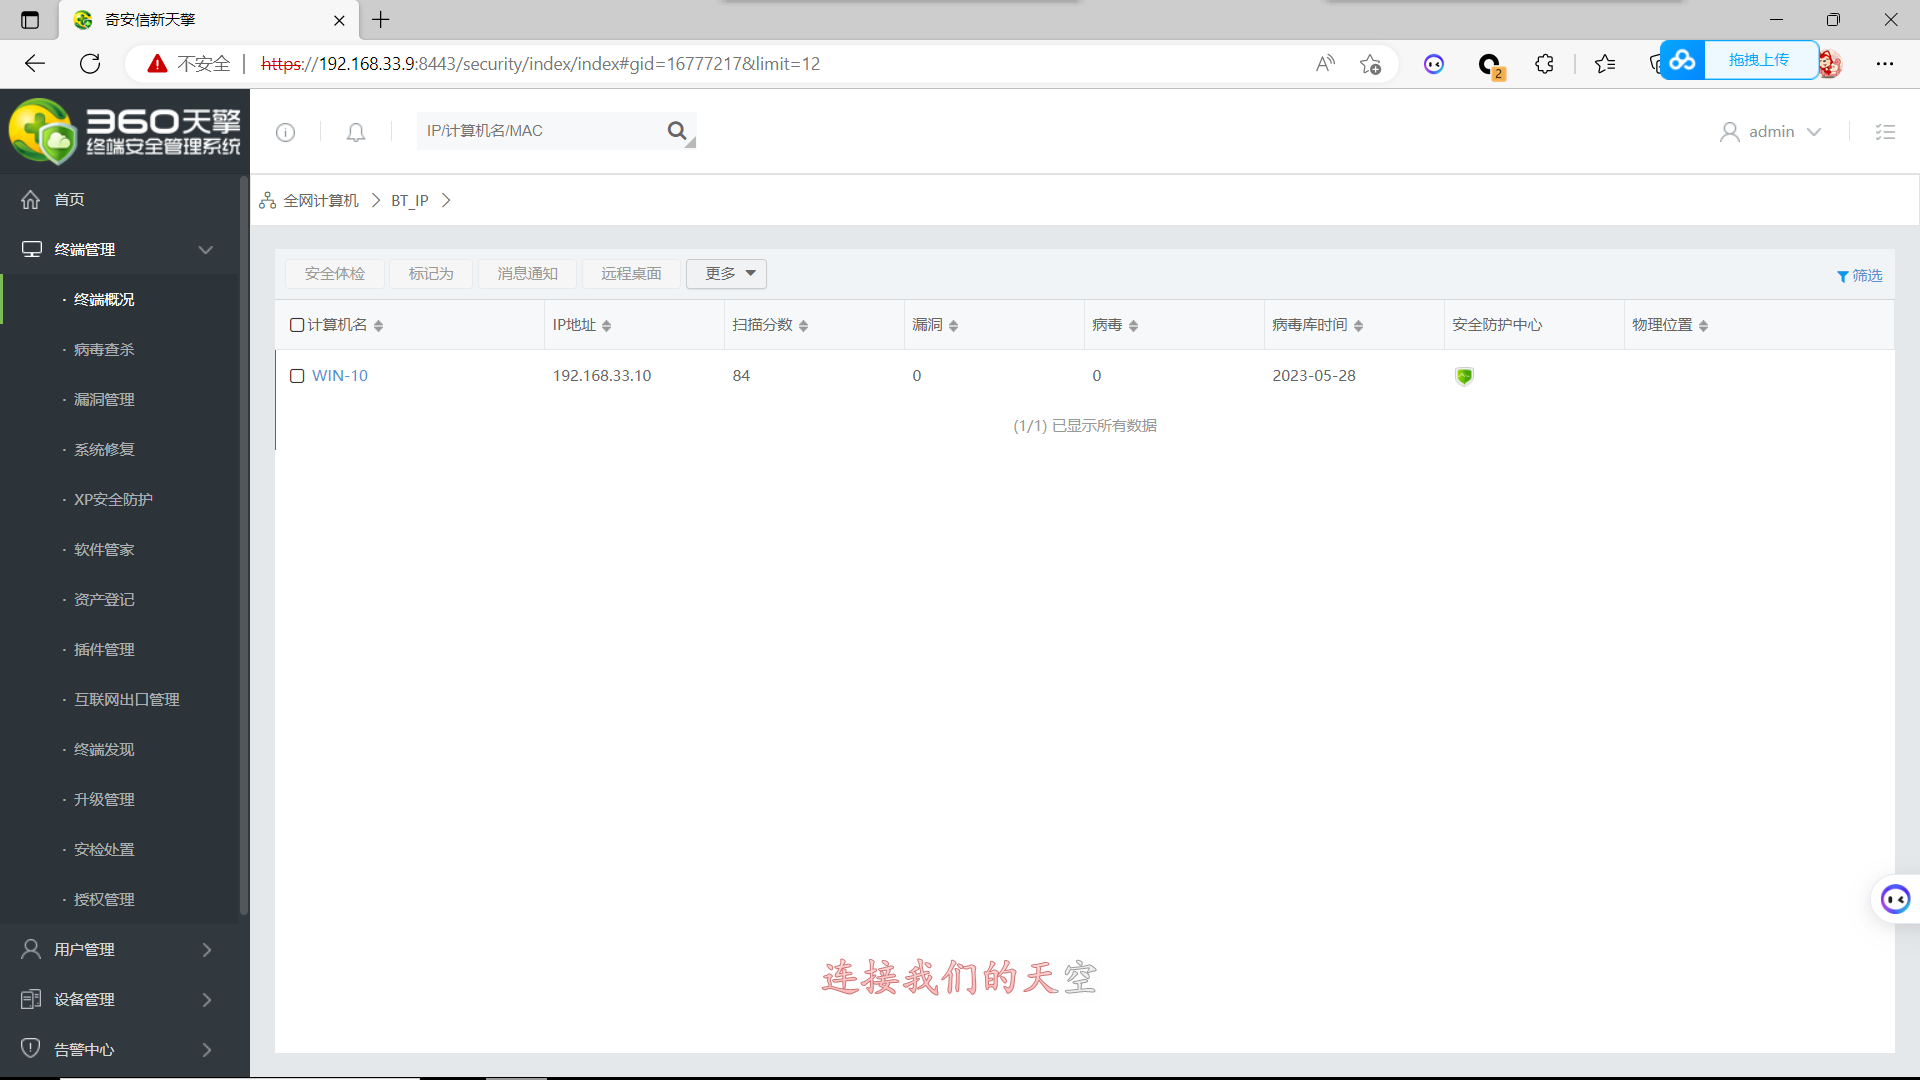 奇安信新天擎
不安全 https://192.168.33.9:8443/security/index/index#gid=16777217&limit=12
2
拖拽上传
360天擎
终端安全管理系统
IP/计算机名/MAC
admin
全网计算机 BT_IP
首页
终端管理
· 终端概况
· 病毒查杀
· 漏洞管理
· 系统修复
· XP安全防护
· 软件管家
· 资产登记
· 插件管理
· 互联网出口管理
· 终端发现
· 升级管理
· 安检处置
· 授权管理
用户管理
设备管理
告警中心
安全体检 标记为 消息通知 远程桌面 更多 筛选
计算机名 IP地址 扫描分数 漏洞 病毒 病毒库时间 安全防护中心 物理位置
WIN-10 192.168.33.10 84 0 0 2023-05-28
(1/1) 已显示所有数据
连接我们的天空